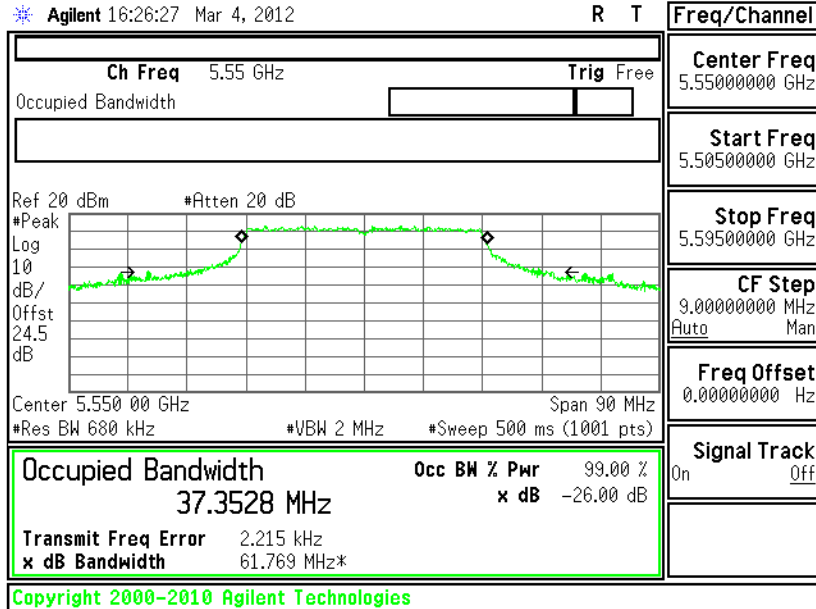 Agilent 16:26:27 Mar 4, 2012 R T
Freq/Channel
Ch Freq 5.55 GHz Trig Free
Occupied Bandwidth
Center Freq
5.55000000 GHz
Start Freq
5.50500000 GHz
Stop Freq
5.59500000 GHz
CF Step
9.00000000 MHz
Auto Man
Freq Offset
0.00000000 Hz
Signal Track
On Off
Ref 20 dBm #Atten 20 dB
#Peak
Log
10
dB/
Offst
24.5
dB
Center 5.550 00 GHz Span 90 MHz
#Res BW 680 kHz #VBW 2 MHz #Sweep 500 ms (1001 pts)
Occupied Bandwidth Occ BW % Pwr 99.00 %
37.3528 MHz x dB -26.00 dB
Transmit Freq Error 2.215 kHz
x dB Bandwidth 61.769 MHz*
Copyright 2000-2010 Agilent Technologies